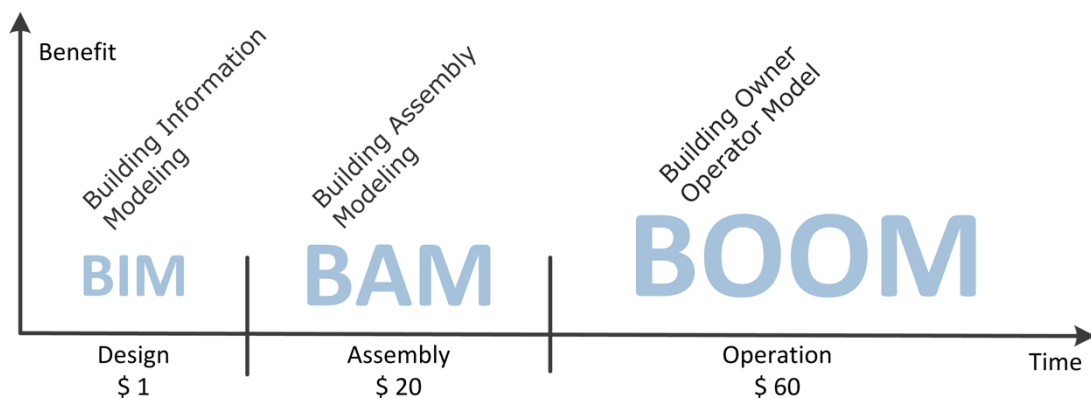 Benefit
Building Information
Modeling
Building Assembly
Modeling
Building Owner
Operator Model
BIM
BAM
BOOM
Design
$ 1
Assembly
$ 20
Operation
$ 60
Time